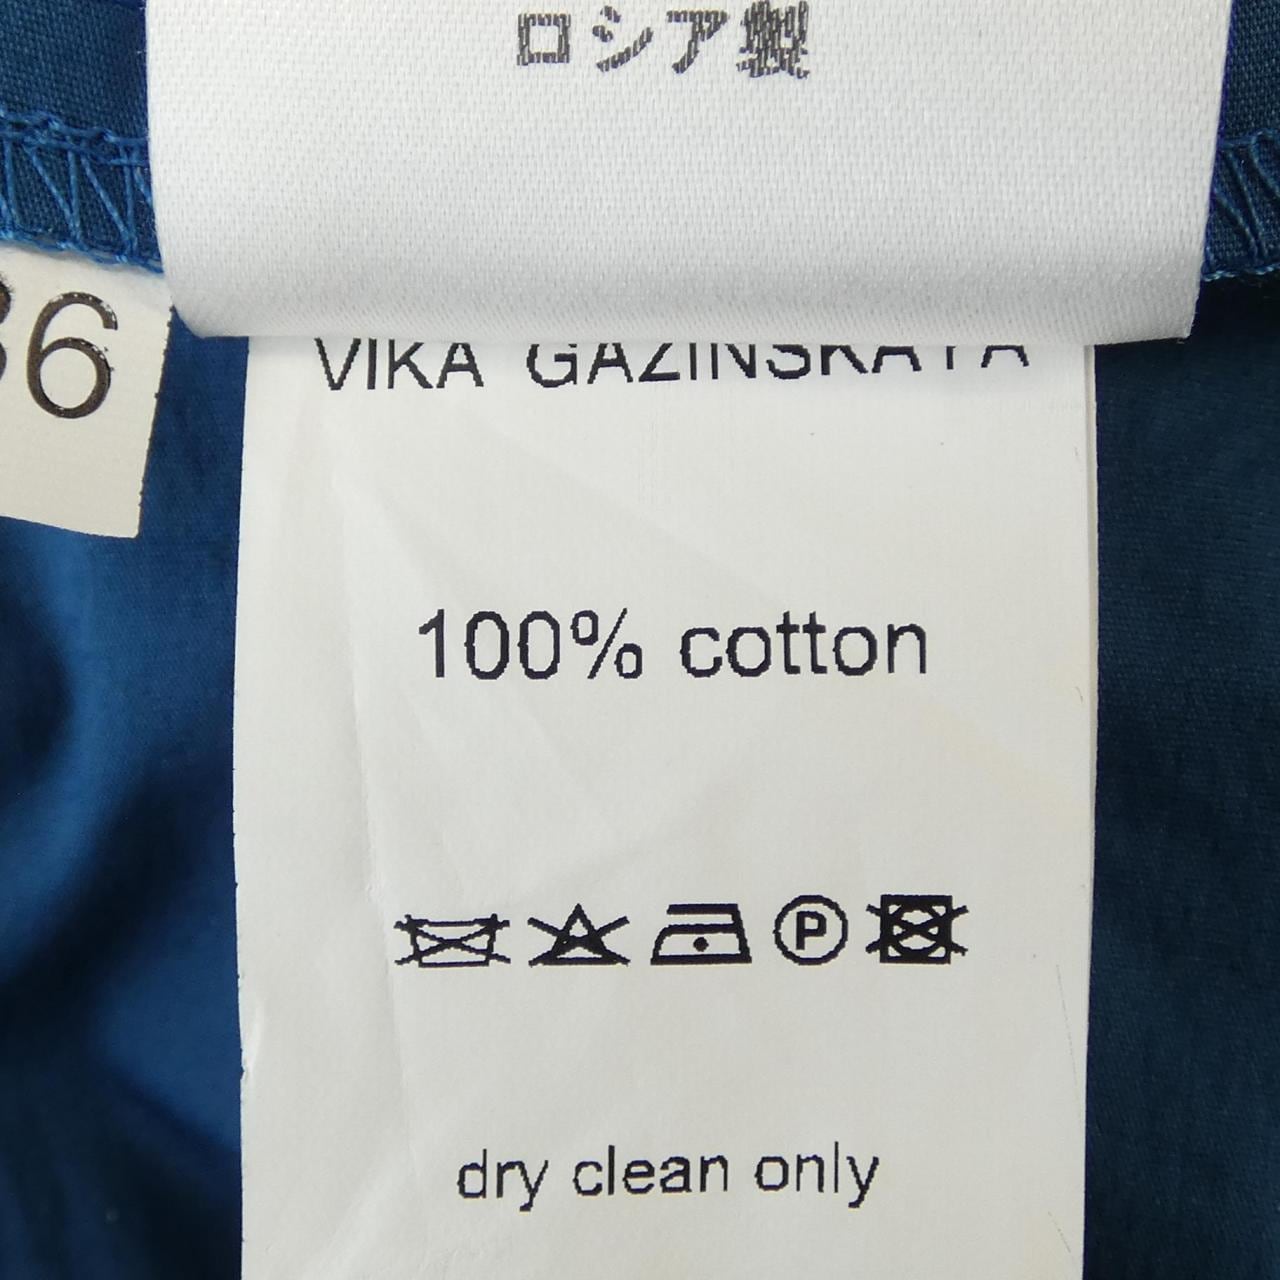 ロシア製
36
VIKA GAZINSKAYA
100% cotton
P
dry clean only